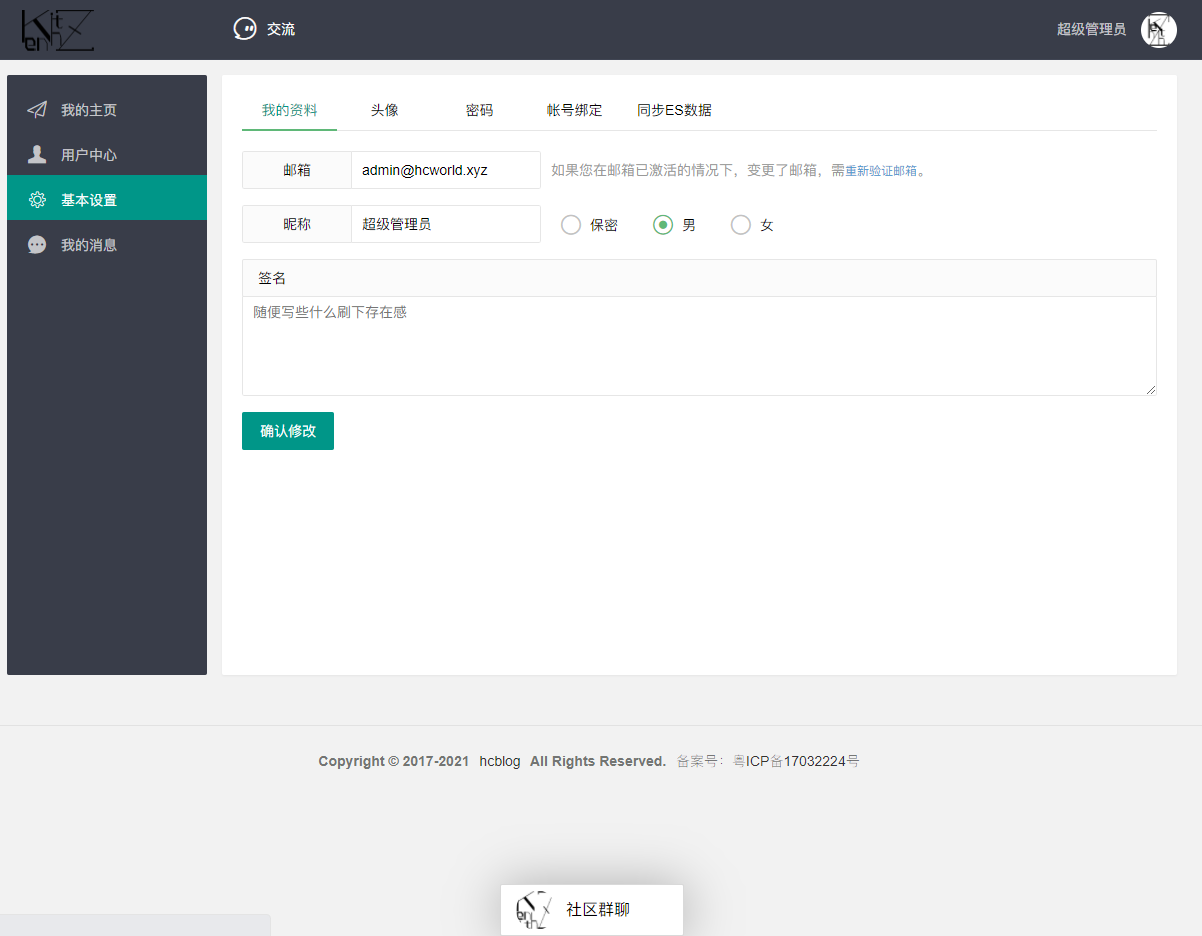 交流
超级管理员
我的主页
用户中心
基本设置
我的消息
我的资料 头像 密码 帐号绑定 同步ES数据
邮箱 admin@hcworld.xyz 如果您在邮箱已激活的情况下，变更了邮箱，需重新验证邮箱。
昵称 超级管理员 保密 男 女
签名
随便写些什么刷下存在感
确认修改
Copyright © 2017-2021 hcblog All Rights Reserved. 备案号：粤ICP备17032224号
社区群聊